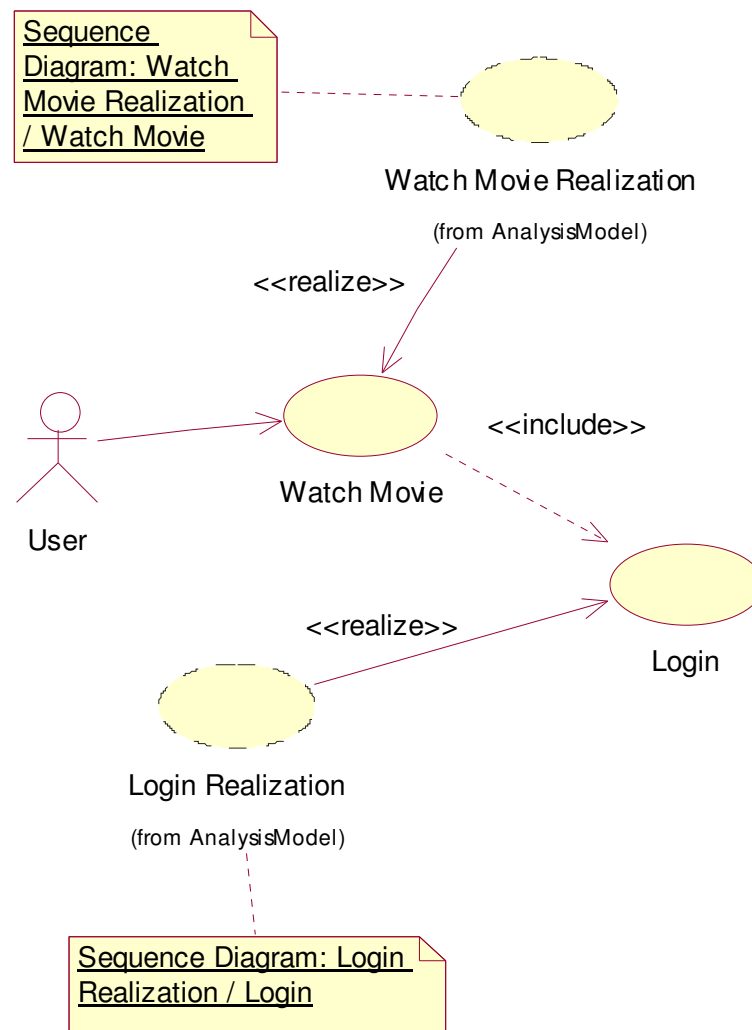 Sequence
Diagram: Watch
Movie Realization
/ Watch Movie
Watch Movie Realization
(from AnalysisModel)
<<realize>>
<<include>>
Watch Movie
User
<<realize>>
Login
Login Realization
(from AnalysisModel)
Sequence Diagram: Login
Realization / Login